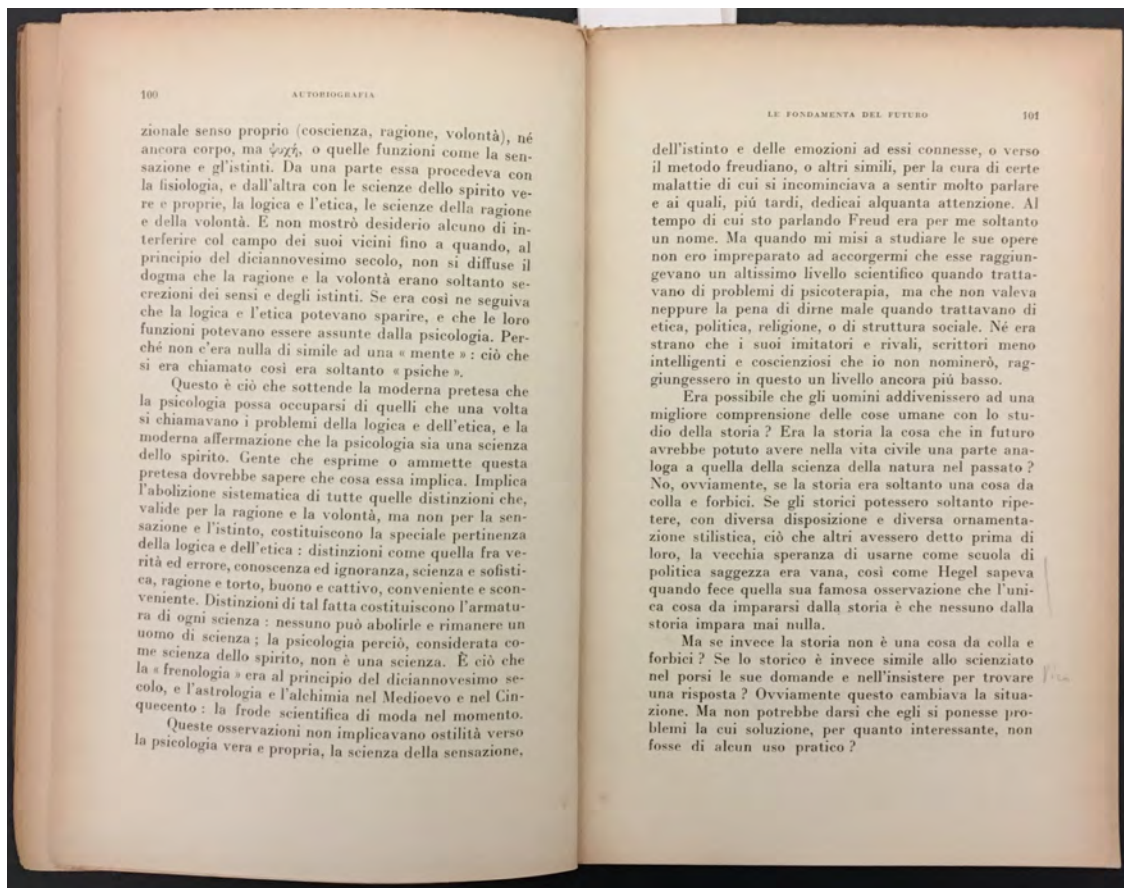 100
AUTOBIOGRAFIA
zionale senso proprio (coscienza, ragione, volontà), né
ancora corpo, ma ψυχή, o quelle funzioni come la sen-
sazione e gl'istinti. Da una parte essa procedeva con
la fisiologia, e dall'altra con le scienze dello spirito ve-
re e proprie, la logica e l'etica, le scienze della ragione
e della volontà. E non mostrò desiderio alcuno di in-
terferire col campo dei suoi vicini fino a quando, al
principio del diciannovesimo secolo, non si diffuse il
dogma che la ragione e la volontà erano soltanto se-
crezioni dei sensi e degli istinti. Se era così ne seguiva
che la logica e l'etica potevano sparire, e che le loro
funzioni potevano essere assunte dalla psicologia. Per-
ché non c'era nulla di simile ad una « mente » : ciò che
si era chiamato così era soltanto « psiche ».
Questo è ciò che sottende la moderna pretesa che
la psicologia possa occuparsi di quelli che una volta
si chiamavano i problemi della logica e dell'etica, e la
moderna affermazione che la psicologia sia una scienza
dello spirito. Gente che esprime o ammette questa
pretesa dovrebbe sapere che cosa essa implica. Implica
l'abolizione sistematica di tutte quelle distinzioni che,
valide per la ragione e la volontà, ma non per la sen-
sazione e l'istinto, costituiscono la speciale pertinenza
della logica e dell'etica : distinzioni come quella fra ve-
rità ed errore, conoscenza ed ignoranza, scienza e sofisti-
ca, ragione e torto, buono e cattivo, conveniente e scon-
veniente. Distinzioni di tal fatta costituiscono l'armatu-
ra di ogni scienza : nessuno può abolirle e rimanere un
uomo di scienza ; la psicologia perciò, considerata co-
me scienza dello spirito, non è una scienza. È ciò che
la « frenologia » era al principio del diciannovesimo se-
colo, e l'astrologia e l'alchimia nel Medioevo e nel Cin-
quecento : la frode scientifica di moda nel momento.
Queste osservazioni non implicavano ostilità verso
la psicologia vera e propria, la scienza della sensazione,
LE FONDAMENTA DEL FUTURO
101
dell'istinto e delle emozioni ad essi connesse, o verso
il metodo freudiano, o altri simili, per la cura di certe
malattie di cui si incominciava a sentir molto parlare
e ai quali, piú tardi, dedicai alquanta attenzione. Al
tempo di cui sto parlando Freud era per me soltanto
un nome. Ma quando mi misi a studiare le sue opere
non ero impreparato ad accorgermi che esse raggiun-
gevano un altissimo livello scientifico quando tratta-
vano di problemi di psicoterapia, ma che non valeva
neppure la pena di dirne male quando trattavano di
etica, politica, religione, o di struttura sociale. Né era
strano che i suoi imitatori e rivali, scrittori meno
intelligenti e coscienziosi che io non nominerò, rag-
giungessero in questo un livello ancora piú basso.
Era possibile che gli uomini addivenissero ad una
migliore comprensione delle cose umane con lo stu-
dio della storia ? Era la storia la cosa che in futuro
avrebbe potuto avere nella vita civile una parte ana-
loga a quella della scienza della natura nel passato ?
No, ovviamente, se la storia era soltanto una cosa da
colla e forbici. Se gli storici potessero soltanto ripe-
tere, con diversa disposizione e diversa ornamenta-
zione stilistica, ciò che altri avessero detto prima di
loro, la vecchia speranza di usarne come scuola di
politica saggezza era vana, così come Hegel sapeva
quando fece quella sua famosa osservazione che l'uni-
ca cosa da impararsi dalla storia è che nessuno dalla
storia impara mai nulla.
Ma se invece la storia non è una cosa da colla e
forbici ? Se lo storico è invece simile allo scienziato
nel porsi le sue domande e nell'insistere per trovare
una risposta ? Ovviamente questo cambiava la situa-
zione. Ma non potrebbe darsi che egli si ponesse pro-
blemi la cui soluzione, per quanto interessante, non
fosse di alcun uso pratico ?